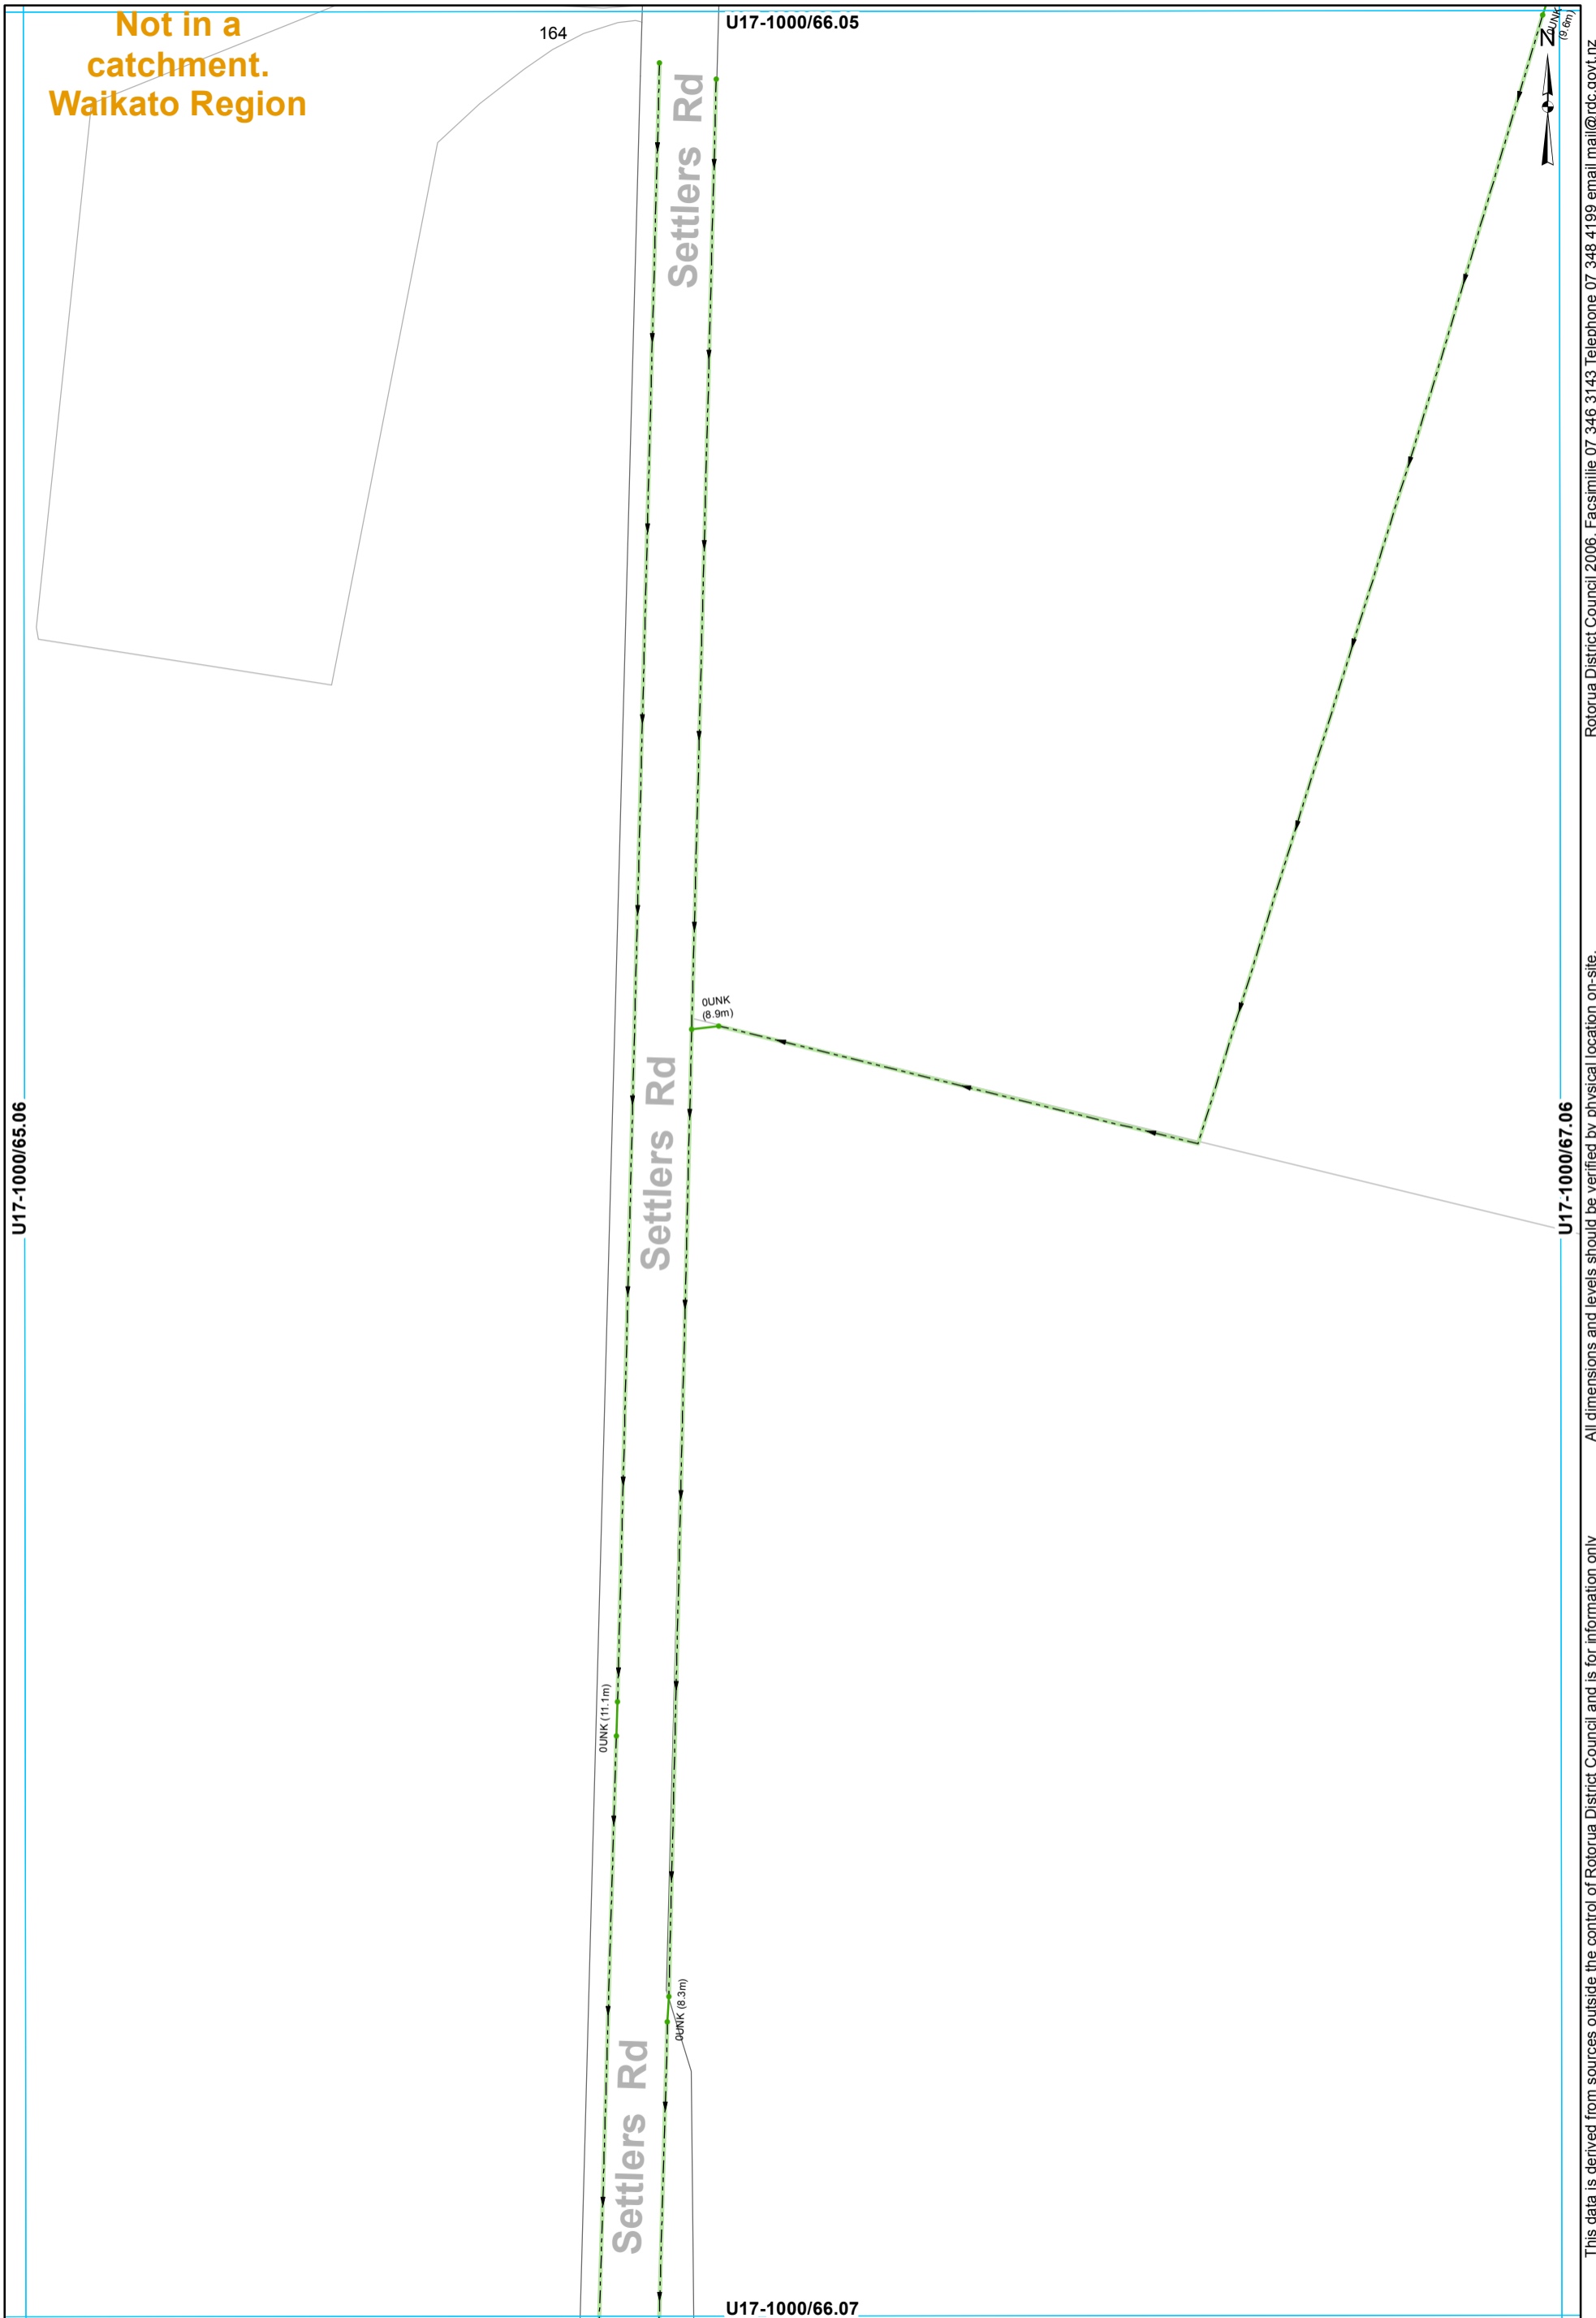 Not in a
catchment.
Waikato Region
164
U17-1000/66.05
0UNK
(9.6m)
N
Settlers Rd
0UNK
(8.9m)
Settlers Rd
U17-1000/65.06
U17-1000/67.06
0UNK (11.1m)
0UNK (8.3m)
Settlers Rd
U17-1000/66.07
This data is derived from sources outside the control of Rotorua District Council and is for information only
All dimensions and levels should be verified by physical location on-site.
Rotorua District Council 2006. Facsimilie 07 346 3143 Telephone 07 348 4199 email mail@rdc.govt.nz